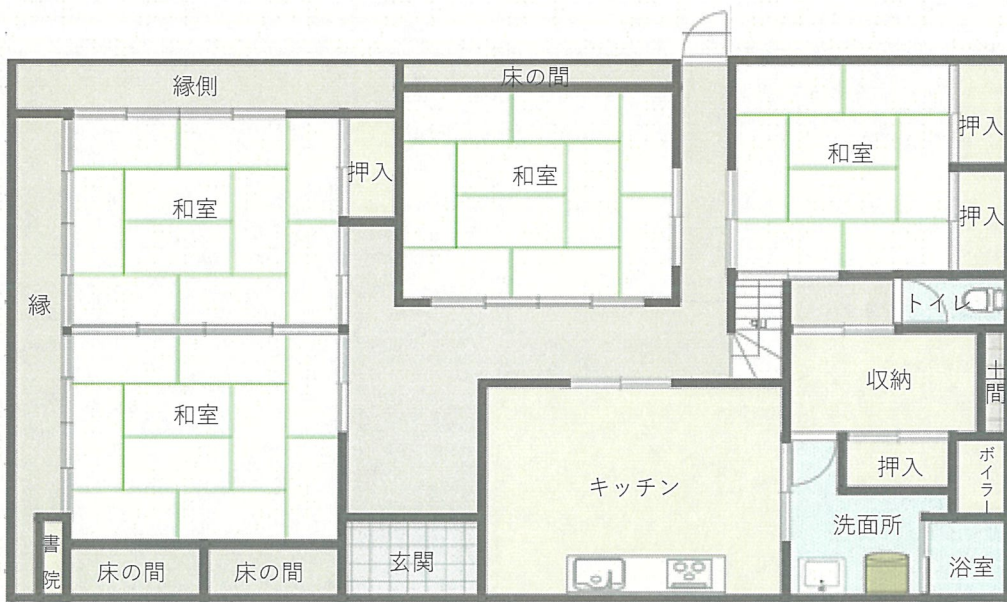 縁側
床の間
押入
和室
和室
和室
押入
押入
縁
和室
トイレ
収納
土間
押入
ボイラー
キッチン
洗面所
書院
床の間
床の間
玄関
浴室